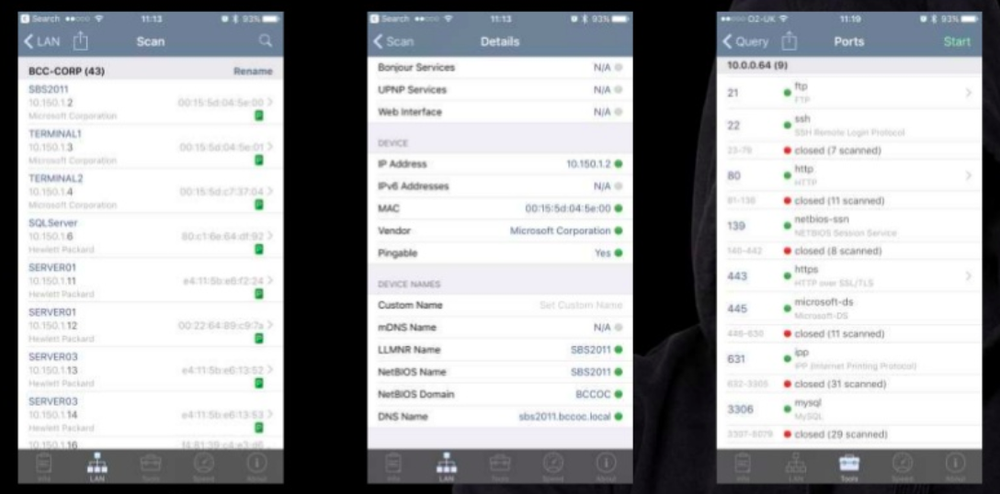 Search 11:13 93%
LAN Scan
BCC-CORP (43) Rename
SBS2011
10.150.1.2 00:15:5d:04:5e:00
Microsoft Corporation
TERMINAL1
10.150.1.3 00:15:5d:04:5e:01
Microsoft Corporation
TERMINAL2
10.150.1.4 00:15:5d:c7:37:04
Microsoft Corporation
SQLServer
10.150.1.6 80:c1:6e:64:df:92
Hewlett Packard
SERVER01
10.150.1.11 e4:11:5b:e6:f2:24
Hewlett Packard
SERVER01
10.150.1.12 00:22:64:89:c9:7a
Hewlett Packard
SERVER03
10.150.1.13 e4:11:5b:e6:13:52
Hewlett Packard
SERVER03
10.150.1.14 e4:11:5b:e6:13:53
Hewlett Packard
10.150.1.16
Info LAN Tools Speed About
Search 11:13 93%
Scan Details
Bonjour Services N/A
UPNP Services N/A
Web Interface N/A
DEVICE
IP Address 10.150.1.2
IPv6 Addresses N/A
MAC 00:15:5d:04:5e:00
Vendor Microsoft Corporation
Pingable Yes
DEVICE NAMES
Custom Name Set Custom Name
mDNS Name N/A
LLMNR Name SBS2011
NetBIOS Name SBS2011
NetBIOS Domain BCCOC
DNS Name sbs2011.bccoc.local
Info LAN Tools Speed About
O2-UK 11:19 93%
Query Ports Start
10.0.0.64 (9)
21 ftp
FTP
22 ssh
SSH Remote Login Protocol
23-79 closed (7 scanned)
80 http
HTTP
81-138 closed (11 scanned)
139 netbios-ssn
NETBIOS Session Service
140-442 closed (8 scanned)
443 https
HTTP over SSL/TLS
445 microsoft-ds
Microsoft-DS
446-630 closed (11 scanned)
631 ipp
IPP (Internet Printing Protocol)
632-3305 closed (31 scanned)
3306 mysql
MySQL
3307-8079 closed (29 scanned)
Info LAN Tools Speed About